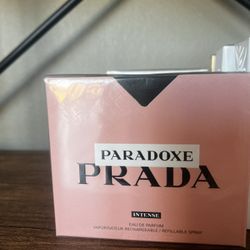 PARADOXE
PRADA
INTENSE
EAU DE PARFUM
VAPORISATEUR RECHARGEABLE / REFILLABLE SPRAY